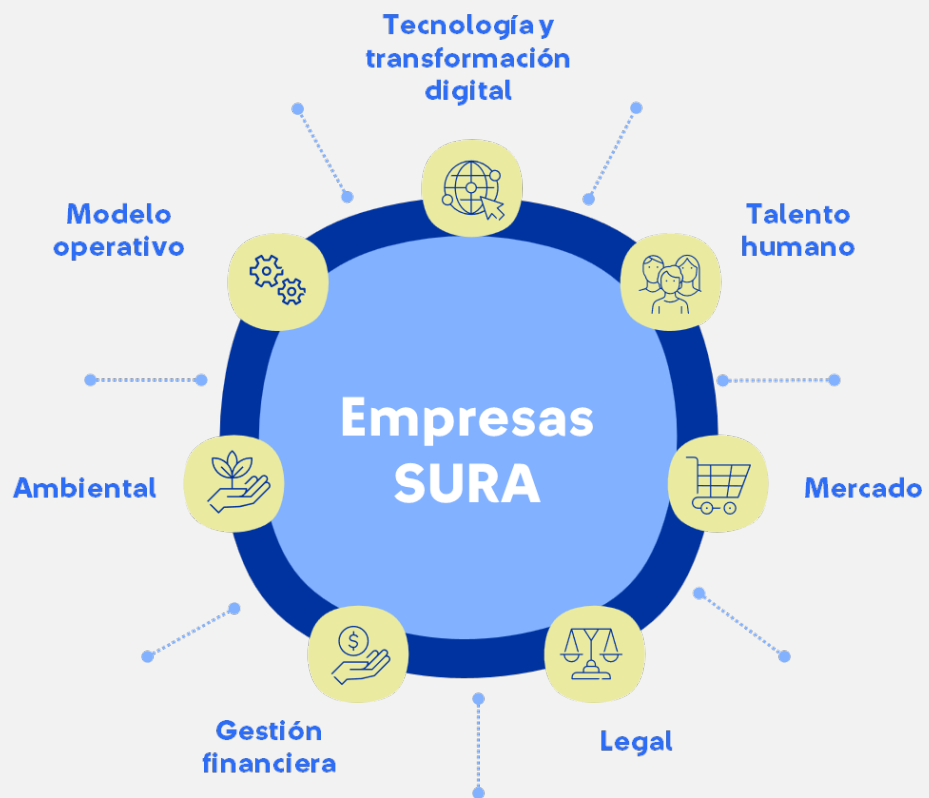 Tecnología y
transformación
digital
Modelo
operativo
Talento
humano
Empresas
SURA
Ambiental
Mercado
Gestión
financiera
Legal